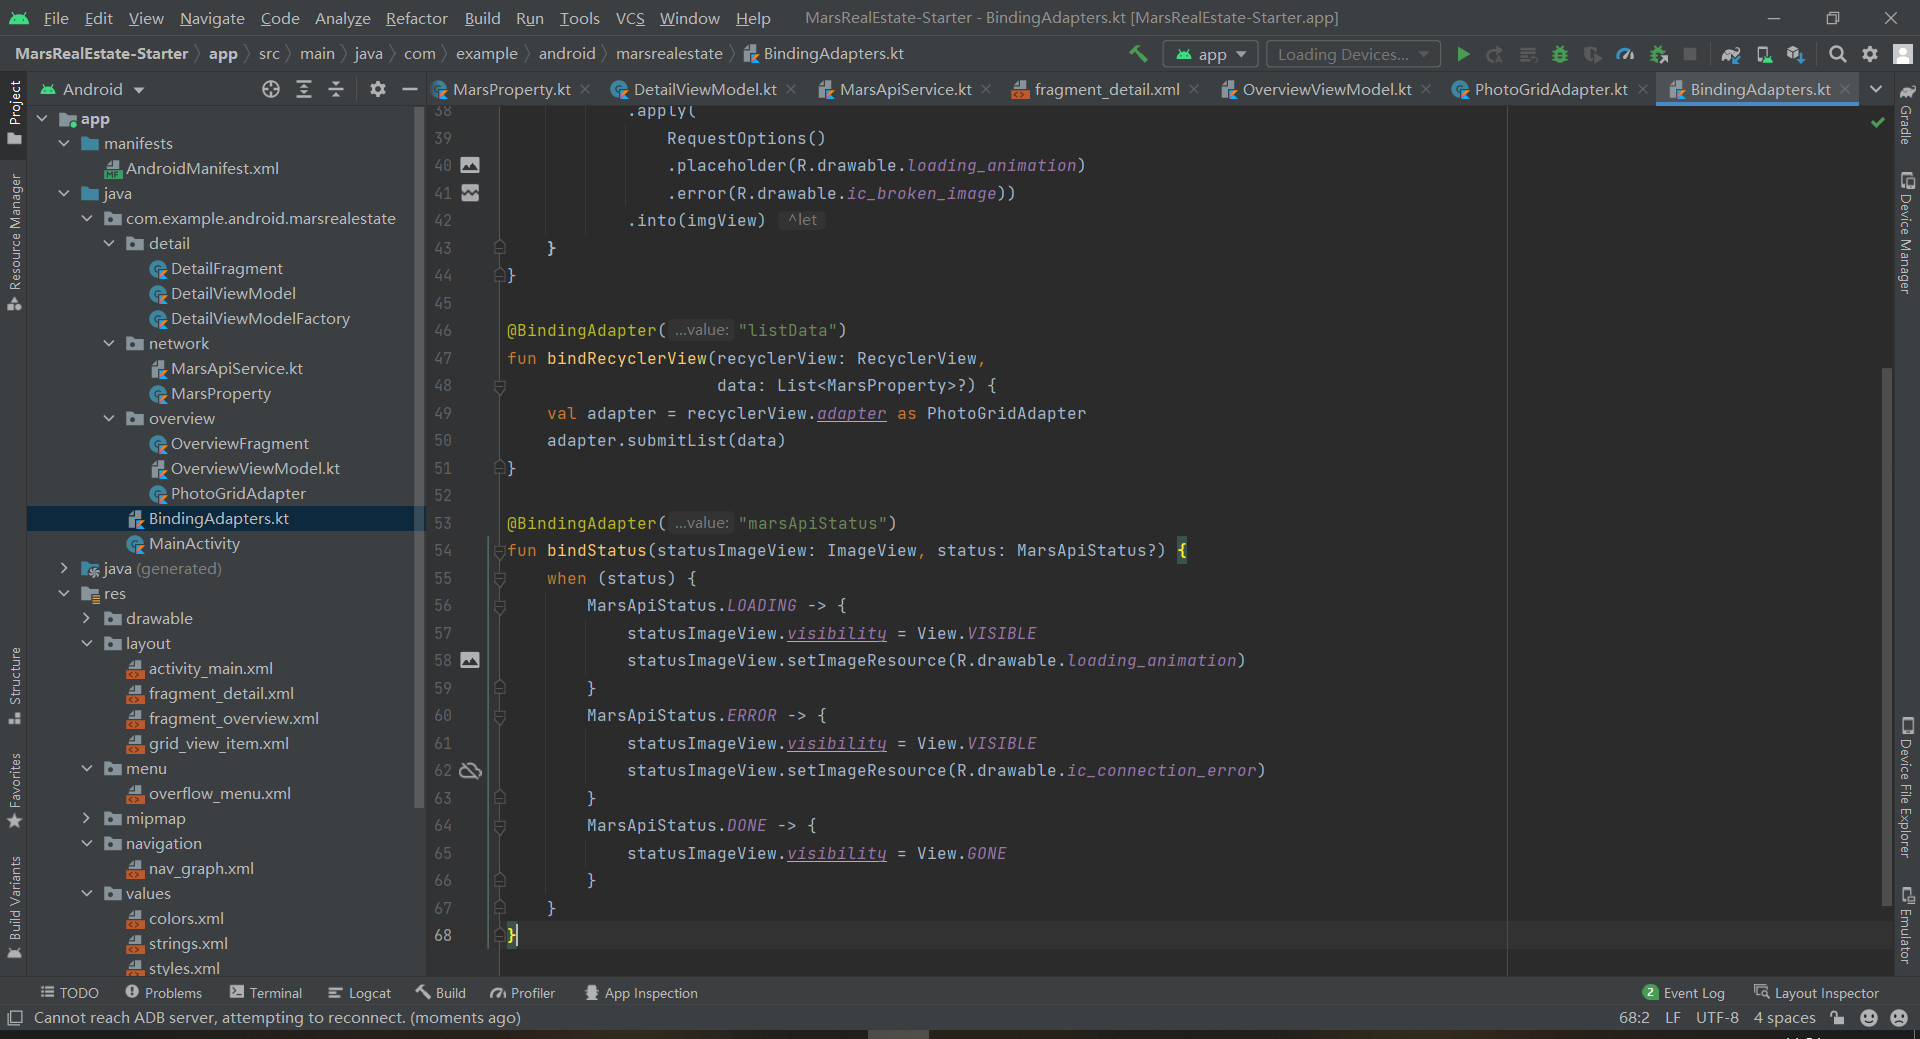 File Edit View Navigate Code Analyze Refactor Build Run Tools VCS Window Help MarsRealEstate-Starter - BindingAdapters.kt [MarsRealEstate-Starter.app]
MarsRealEstate-Starter app src main java com example android marsrealestate BindingAdapters.kt app Loading Devices...
Android MarsProperty.kt DetailViewModel.kt MarsApiService.kt fragment_detail.xml OverviewViewModel.kt PhotoGridAdapter.kt BindingAdapters.kt
Project
Resource Manager
Structure
Favorites
Build Variants
app
manifests
AndroidManifest.xml
java
com.example.android.marsrealestate
detail
DetailFragment
DetailViewModel
DetailViewModelFactory
network
MarsApiService.kt
MarsProperty
overview
OverviewFragment
OverviewViewModel.kt
PhotoGridAdapter
BindingAdapters.kt
MainActivity
java (generated)
res
drawable
layout
activity_main.xml
fragment_detail.xml
fragment_overview.xml
grid_view_item.xml
menu
overflow_menu.xml
mipmap
navigation
nav_graph.xml
values
colors.xml
strings.xml
styles.xml
38 .apply(
39 RequestOptions()
40 .placeholder(R.drawable.loading_animation)
41 .error(R.drawable.ic_broken_image))
42 .into(imgView) ^let
43 }
44 }
45
46 @BindingAdapter( ...value: "listData")
47 fun bindRecyclerView(recyclerView: RecyclerView,
48 data: List<MarsProperty>?) {
49 val adapter = recyclerView.adapter as PhotoGridAdapter
50 adapter.submitList(data)
51 }
52
53 @BindingAdapter( ...value: "marsApiStatus")
54 fun bindStatus(statusImageView: ImageView, status: MarsApiStatus?) {
55 when (status) {
56 MarsApiStatus.LOADING -> {
57 statusImageView.visibility = View.VISIBLE
58 statusImageView.setImageResource(R.drawable.loading_animation)
59 }
60 MarsApiStatus.ERROR -> {
61 statusImageView.visibility = View.VISIBLE
62 statusImageView.setImageResource(R.drawable.ic_connection_error)
63 }
64 MarsApiStatus.DONE -> {
65 statusImageView.visibility = View.GONE
66 }
67 }
68 }
Gradle
Device Manager
Device File Explorer
Emulator
TODO Problems Terminal Logcat Build Profiler App Inspection 2 Event Log Layout Inspector
Cannot reach ADB server, attempting to reconnect. (moments ago) 68:2 LF UTF-8 4 spaces